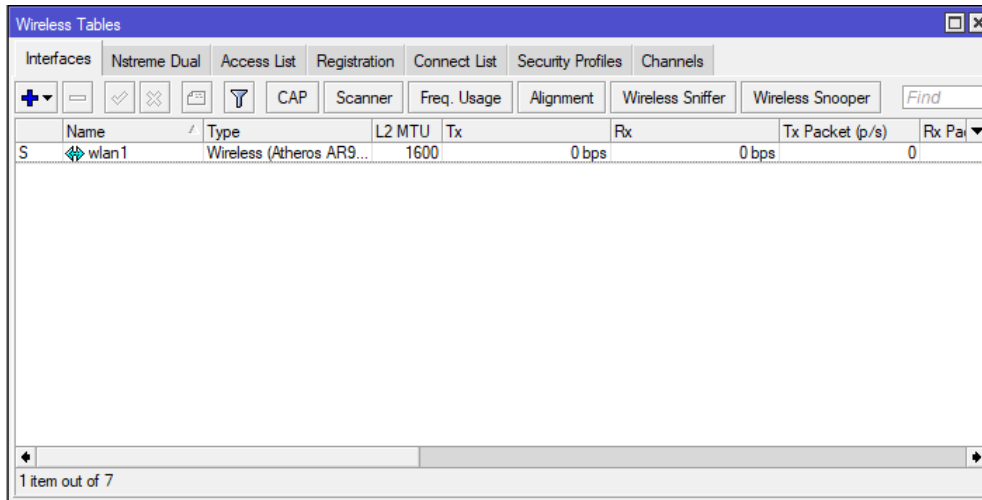 Wireless Tables
Interfaces Nstreme Dual Access List Registration Connect List Security Profiles Channels
CAP Scanner Freq. Usage Alignment Wireless Sniffer Wireless Snooper Find
Name Type L2 MTU Tx Rx Tx Packet (p/s) Rx Pa
S wlan1 Wireless (Atheros AR9... 1600 0 bps 0 bps 0
1 item out of 7